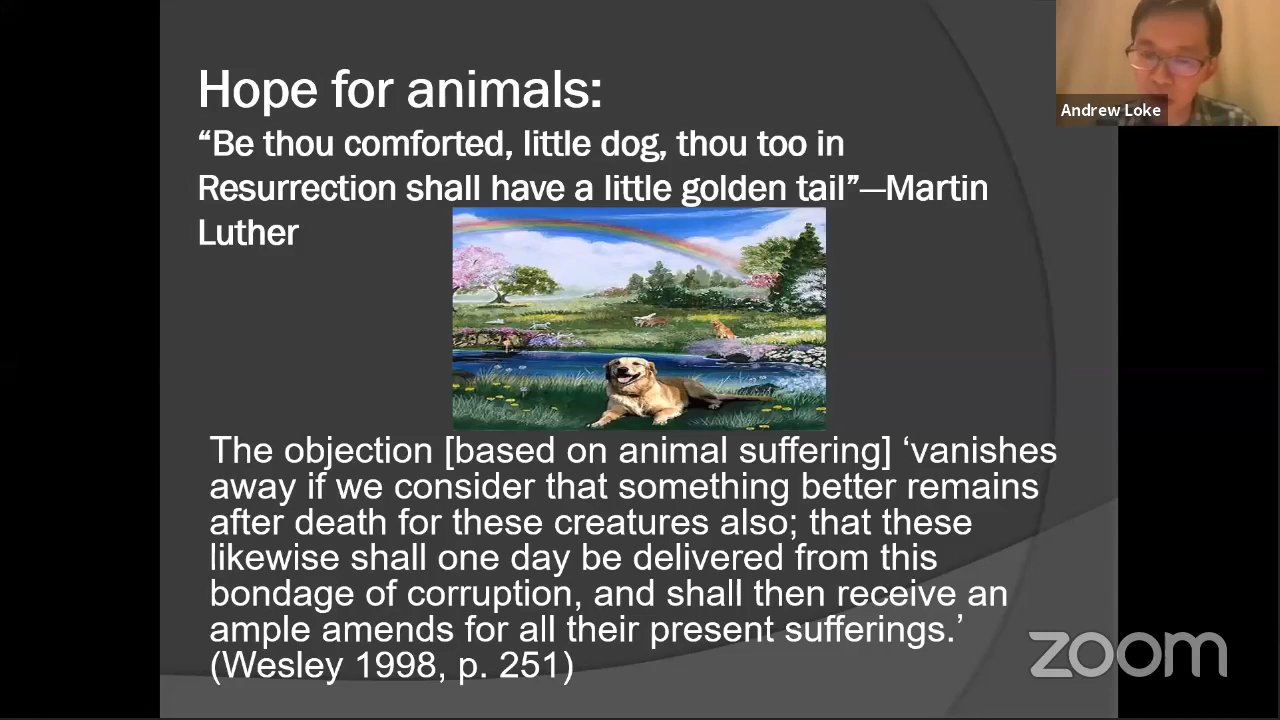 Hope for animals:
“Be thou comforted, little dog, thou too in
Resurrection shall have a little golden tail”—Martin
Luther
The objection [based on animal suffering] ‘vanishes
away if we consider that something better remains
after death for these creatures also; that these
likewise shall one day be delivered from this
bondage of corruption, and shall then receive an
ample amends for all their present sufferings.’
(Wesley 1998, p. 251)
Andrew Loke
zoom